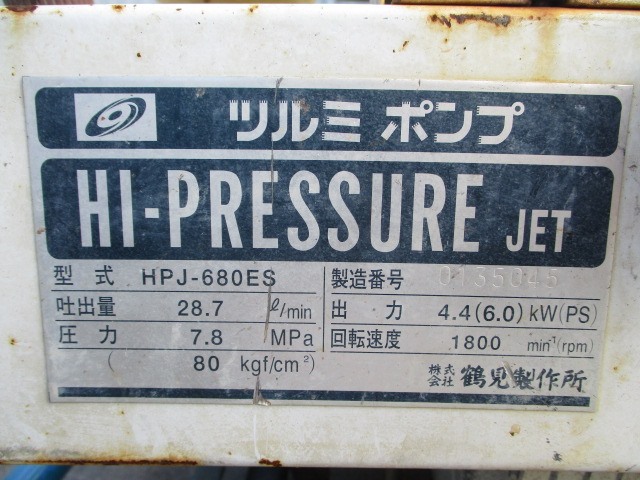 ツルミポンプ
HI-PRESSURE JET
型式 HPJ-680ES
製造番号 0135045
吐出量 28.7 ℓ/min
出力 4.4(6.0) kW(PS)
圧力 7.8 MPa
回転速度 1800 min⁻¹(rpm)
( 80 kgf/cm²)
株式会社 鶴見製作所